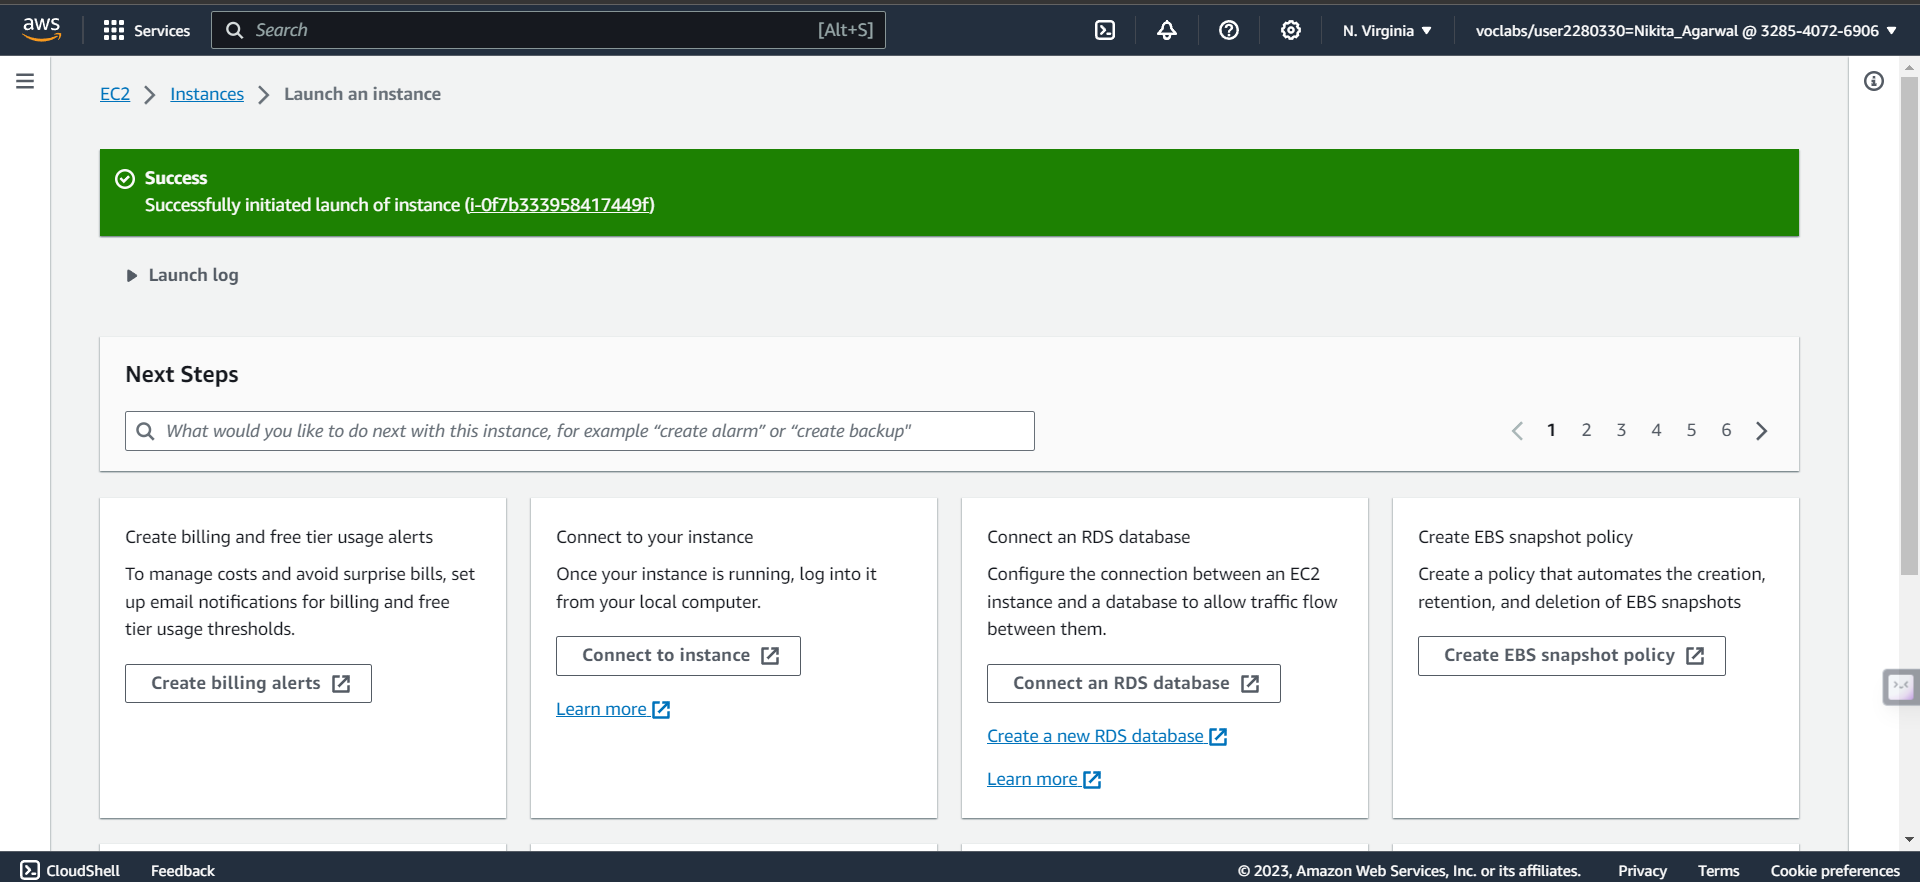 aws
Services
Search
[Alt+S]
N. Virginia
voclabs/user2280330=Nikita_Agarwal @ 3285-4072-6906
EC2
Instances
Launch an instance
Success
Successfully initiated launch of instance (i-0f7b333958417449f)
Launch log
Next Steps
What would you like to do next with this instance, for example “create alarm” or “create backup"
1 2 3 4 5 6
Create billing and free tier usage alerts
To manage costs and avoid surprise bills, set
up email notifications for billing and free
tier usage thresholds.
Create billing alerts
Connect to your instance
Once your instance is running, log into it
from your local computer.
Connect to instance
Learn more
Connect an RDS database
Configure the connection between an EC2
instance and a database to allow traffic flow
between them.
Connect an RDS database
Create a new RDS database
Learn more
Create EBS snapshot policy
Create a policy that automates the creation,
retention, and deletion of EBS snapshots
Create EBS snapshot policy
CloudShell
Feedback
© 2023, Amazon Web Services, Inc. or its affiliates.
Privacy
Terms
Cookie preferences